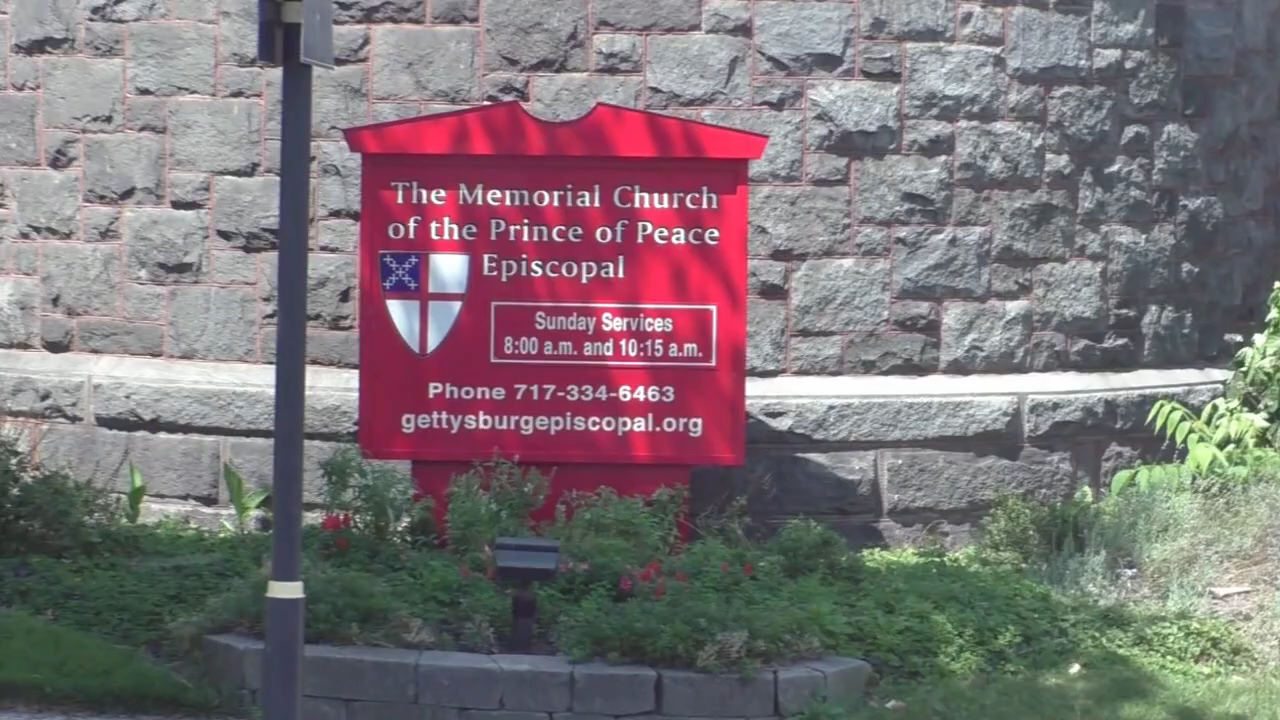 The Memorial Church
of the Prince of Peace
Episcopal
Sunday Services
8:00 a.m. and 10:15 a.m.
Phone 717-334-6463
gettysburgepiscopal.org